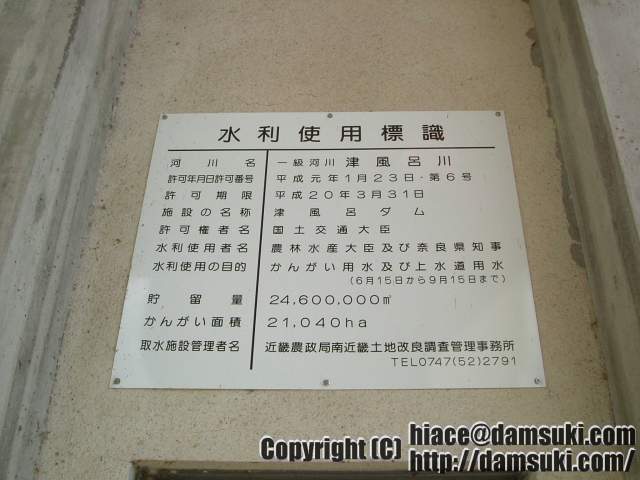 水利使用標識
河川名 一級河川 津風呂川
許可年月日許可番号 平成元年1月23日・第6号
許可期限 平成20年3月31日
施設の名称 津風呂ダム
許可権者名 国土交通大臣
水利使用者名 農林水産大臣及び奈良県知事
水利使用の目的 かんがい用水及び上水道用水
(6月15日から9月15日まで)
貯留量 24,600,000㎥
かんがい面積 21,040ha
取水施設管理者名 近畿農政局南近畿土地改良調査管理事務所
TEL0747(52)2791
Copyright (C) hiace@damsuki.com
http://damsuki.com/